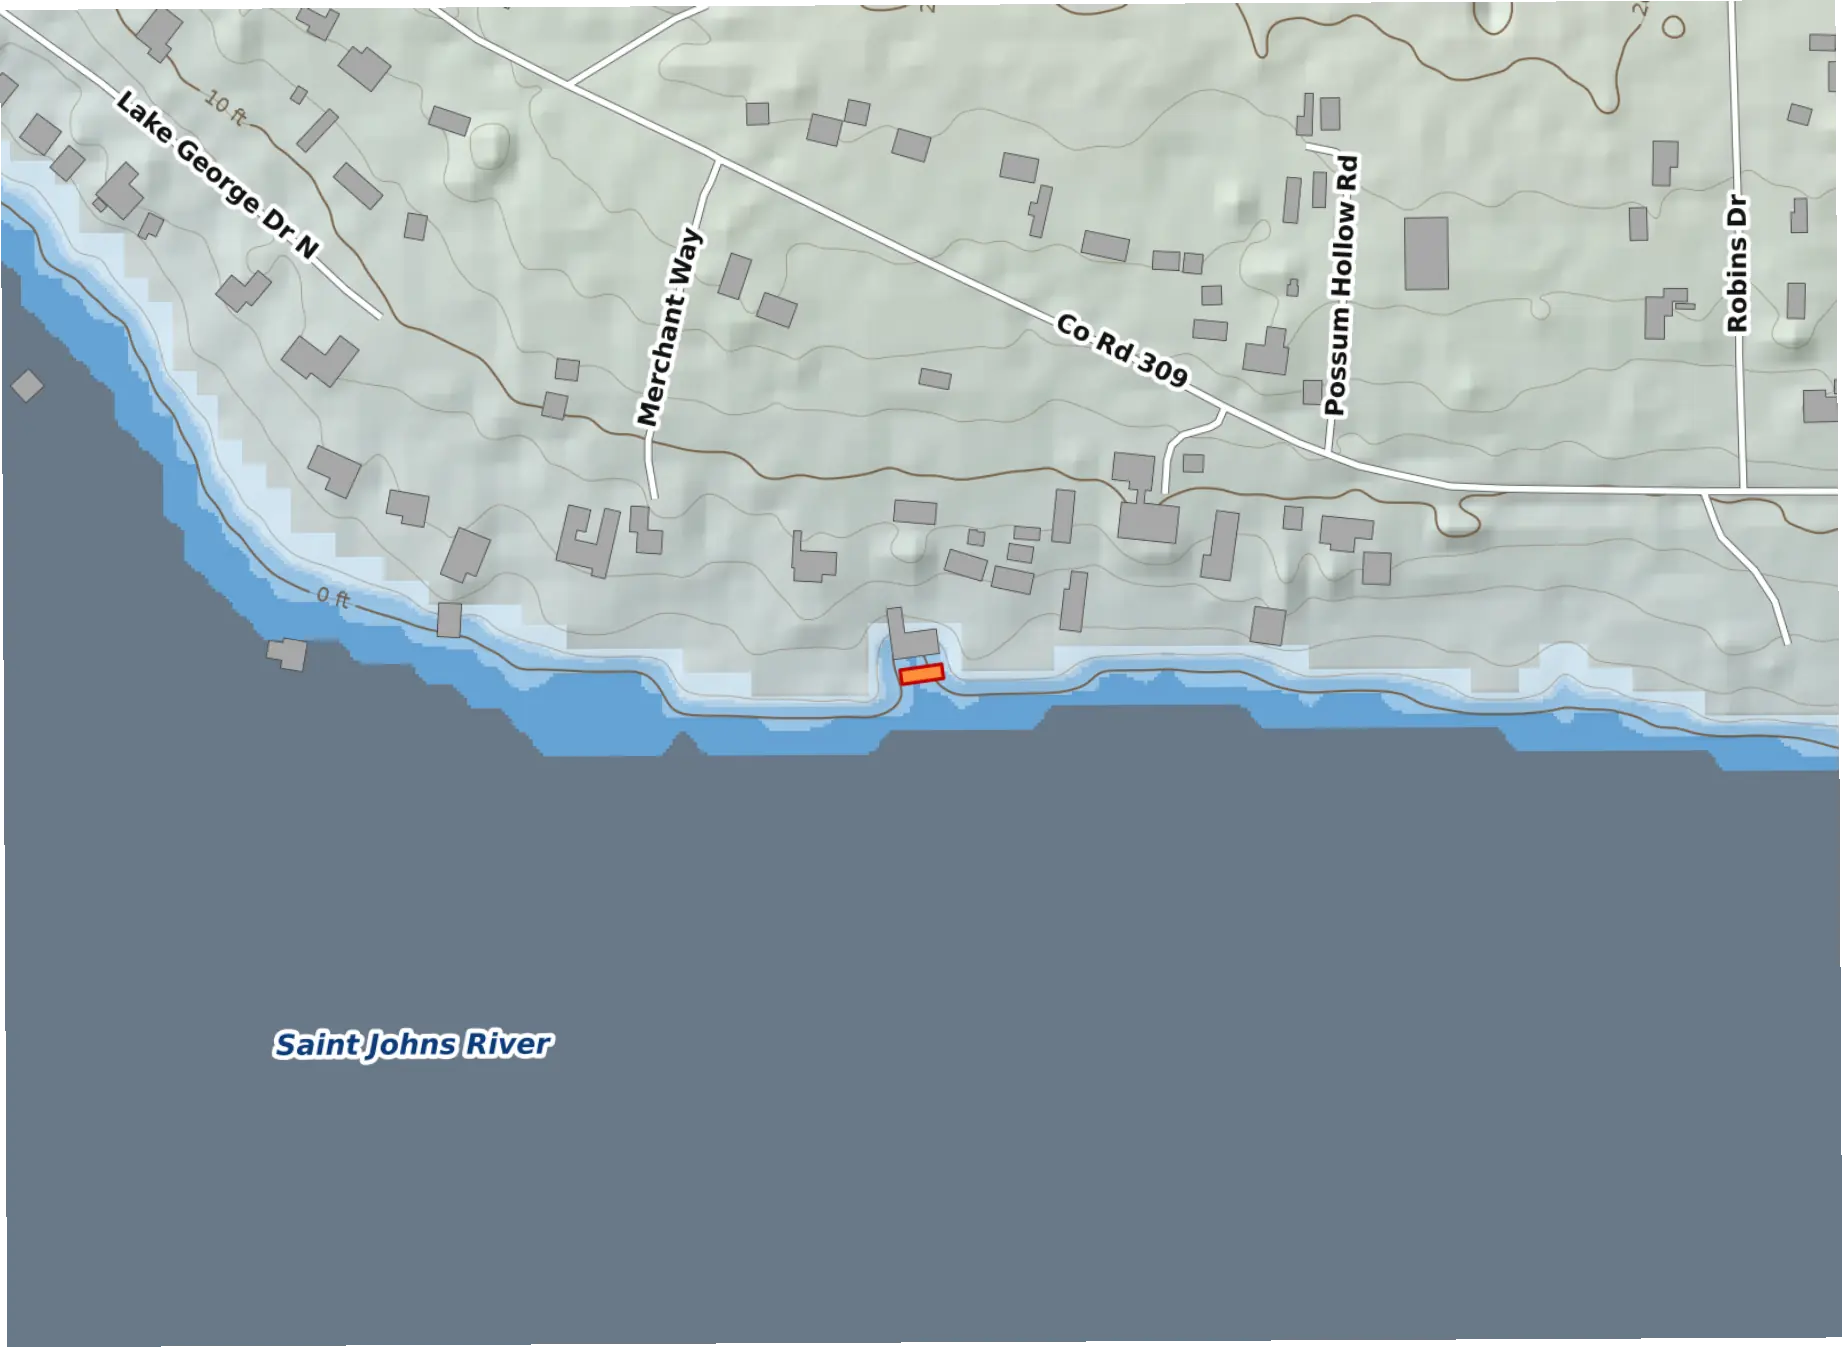 10 ft
Lake George Dr N
Merchant Way
Co Rd 309
Possum Hollow Rd
Robins Dr
0 ft
Saint Johns River